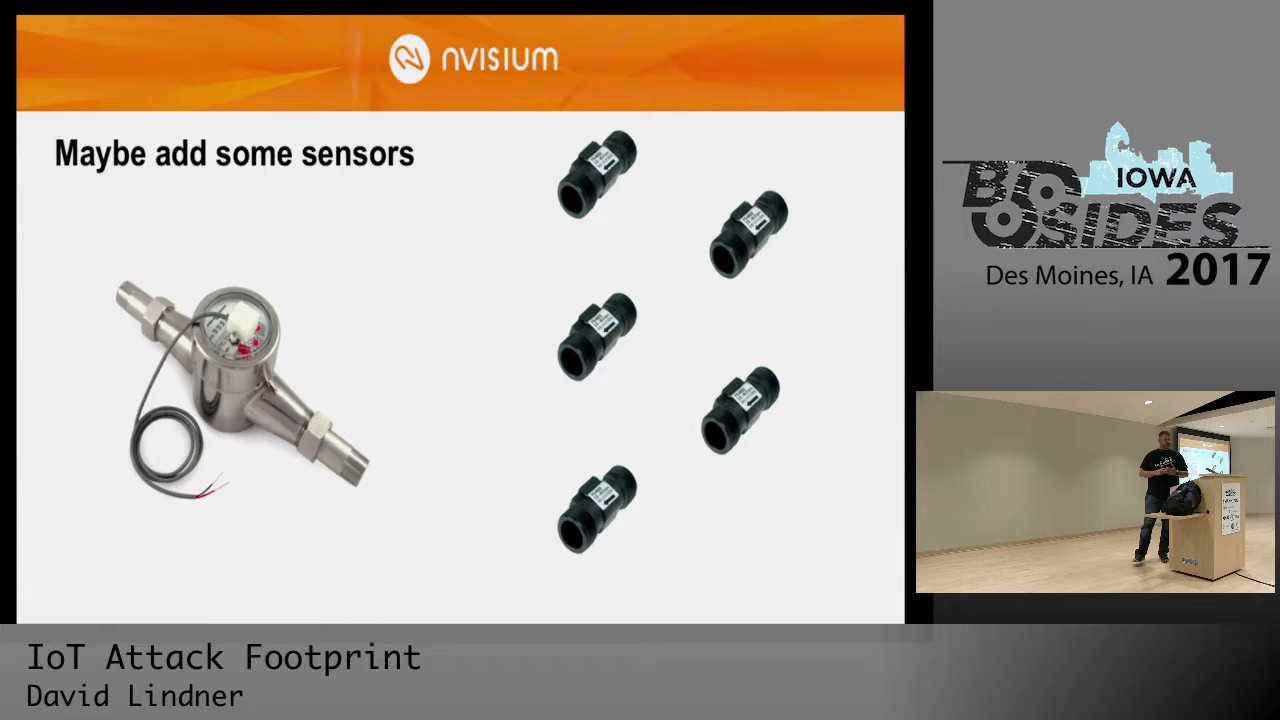 nVISIUM
Maybe add some sensors
IOWA
BSIDES
Des Moines, IA 2017
IoT Attack Footprint
David Lindner